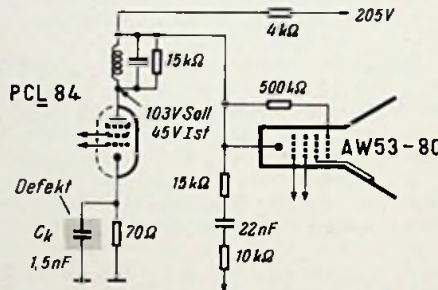 205V
4kΩ
15kΩ
PCL 84
103V Soll
45V Ist
500kΩ
AW53-80
Defekt
Ck
1,5nF
70Ω
15kΩ
22nF
10kΩ